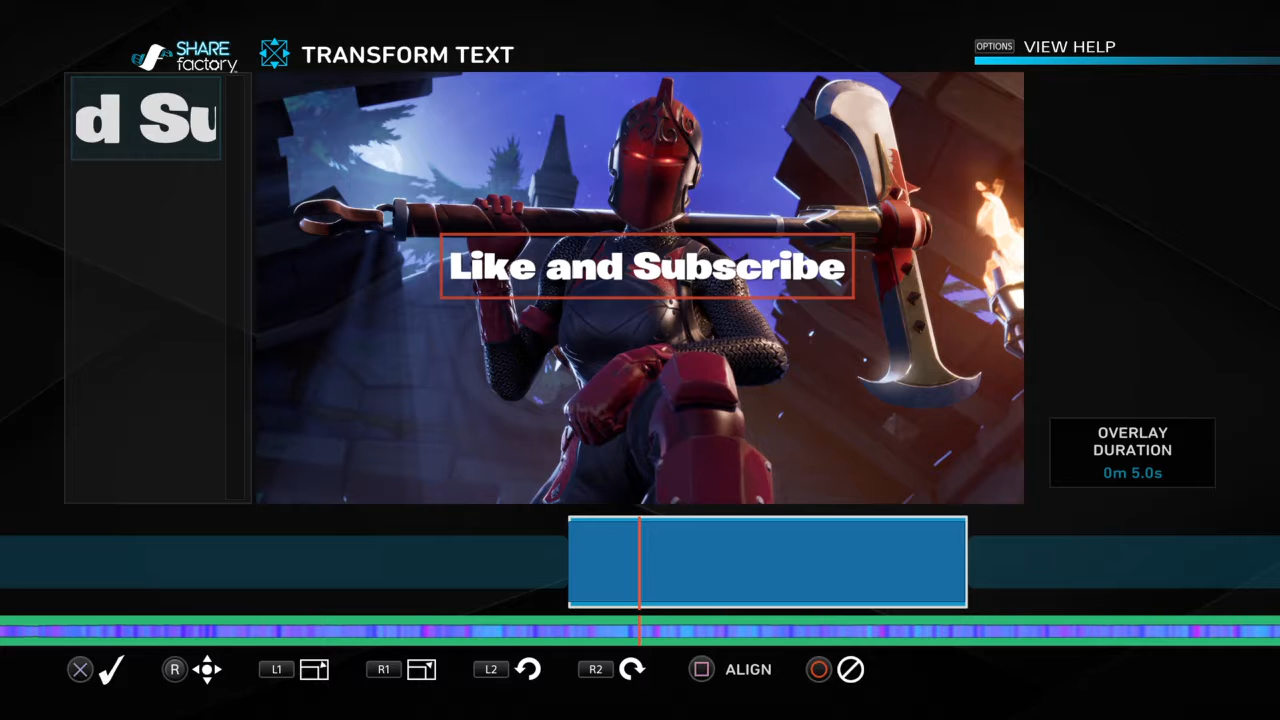 SHARE
factory
TRANSFORM TEXT
OPTIONS VIEW HELP
d Su
Like and Subscribe
OVERLAY
DURATION
0m 5.0s
R L1 R1 L2 R2 ALIGN